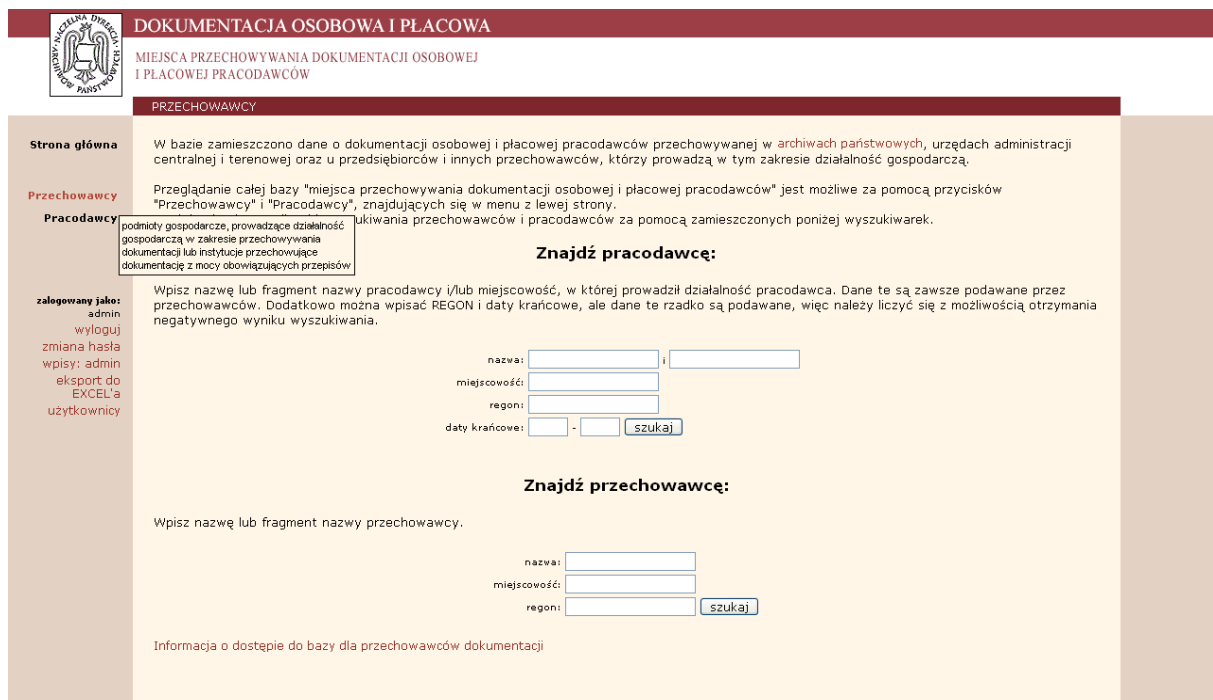 NACZELNA DYREKCJA ARCHIWÓW PAŃSTWOWYCH
DOKUMENTACJA OSOBOWA I PŁACOWA
MIEJSCA PRZECHOWYWANIA DOKUMENTACJI OSOBOWEJ
I PŁACOWEJ PRACODAWCÓW
PRZECHOWAWCY
Strona główna
Przechowawcy
Pracodawcy
podmioty gospodarcze, prowadzące działalność
gospodarczą w zakresie przechowywania
dokumentacji lub instytucje przechowujące
dokumentację z mocy obowiązujących przepisów
zalogowany jako:
admin
wyloguj
zmiana hasła
wpisy: admin
eksport do
EXCEL'a
użytkownicy
W bazie zamieszczono dane o dokumentacji osobowej i płacowej pracodawców przechowywanej w archiwach państwowych, urzędach administracji
centralnej i terenowej oraz u przedsiębiorców i innych przechowawców, którzy prowadzą w tym zakresie działalność gospodarczą.
Przeglądanie całej bazy "miejsca przechowywania dokumentacji osobowej i płacowej pracodawców" jest możliwe za pomocą przycisków
"Przechowawcy" i "Pracodawcy", znajdujących się w menu z lewej strony.
ukiwania przechowawców i pracodawców za pomocą zamieszczonych poniżej wyszukiwarek.
Znajdź pracodawcę:
Wpisz nazwę lub fragment nazwy pracodawcy i/lub miejscowość, w której prowadził działalność pracodawca. Dane te są zawsze podawane przez
przechowawców. Dodatkowo można wpisać REGON i daty krańcowe, ale dane te rzadko są podawane, więc należy liczyć się z możliwością otrzymania
negatywnego wyniku wyszukiwania.
nazwa: i
miejscowość:
regon:
daty krańcowe: - szukaj
Znajdź przechowawcę:
Wpisz nazwę lub fragment nazwy przechowawcy.
nazwa:
miejscowość:
regon: szukaj
Informacja o dostępie do bazy dla przechowawców dokumentacji